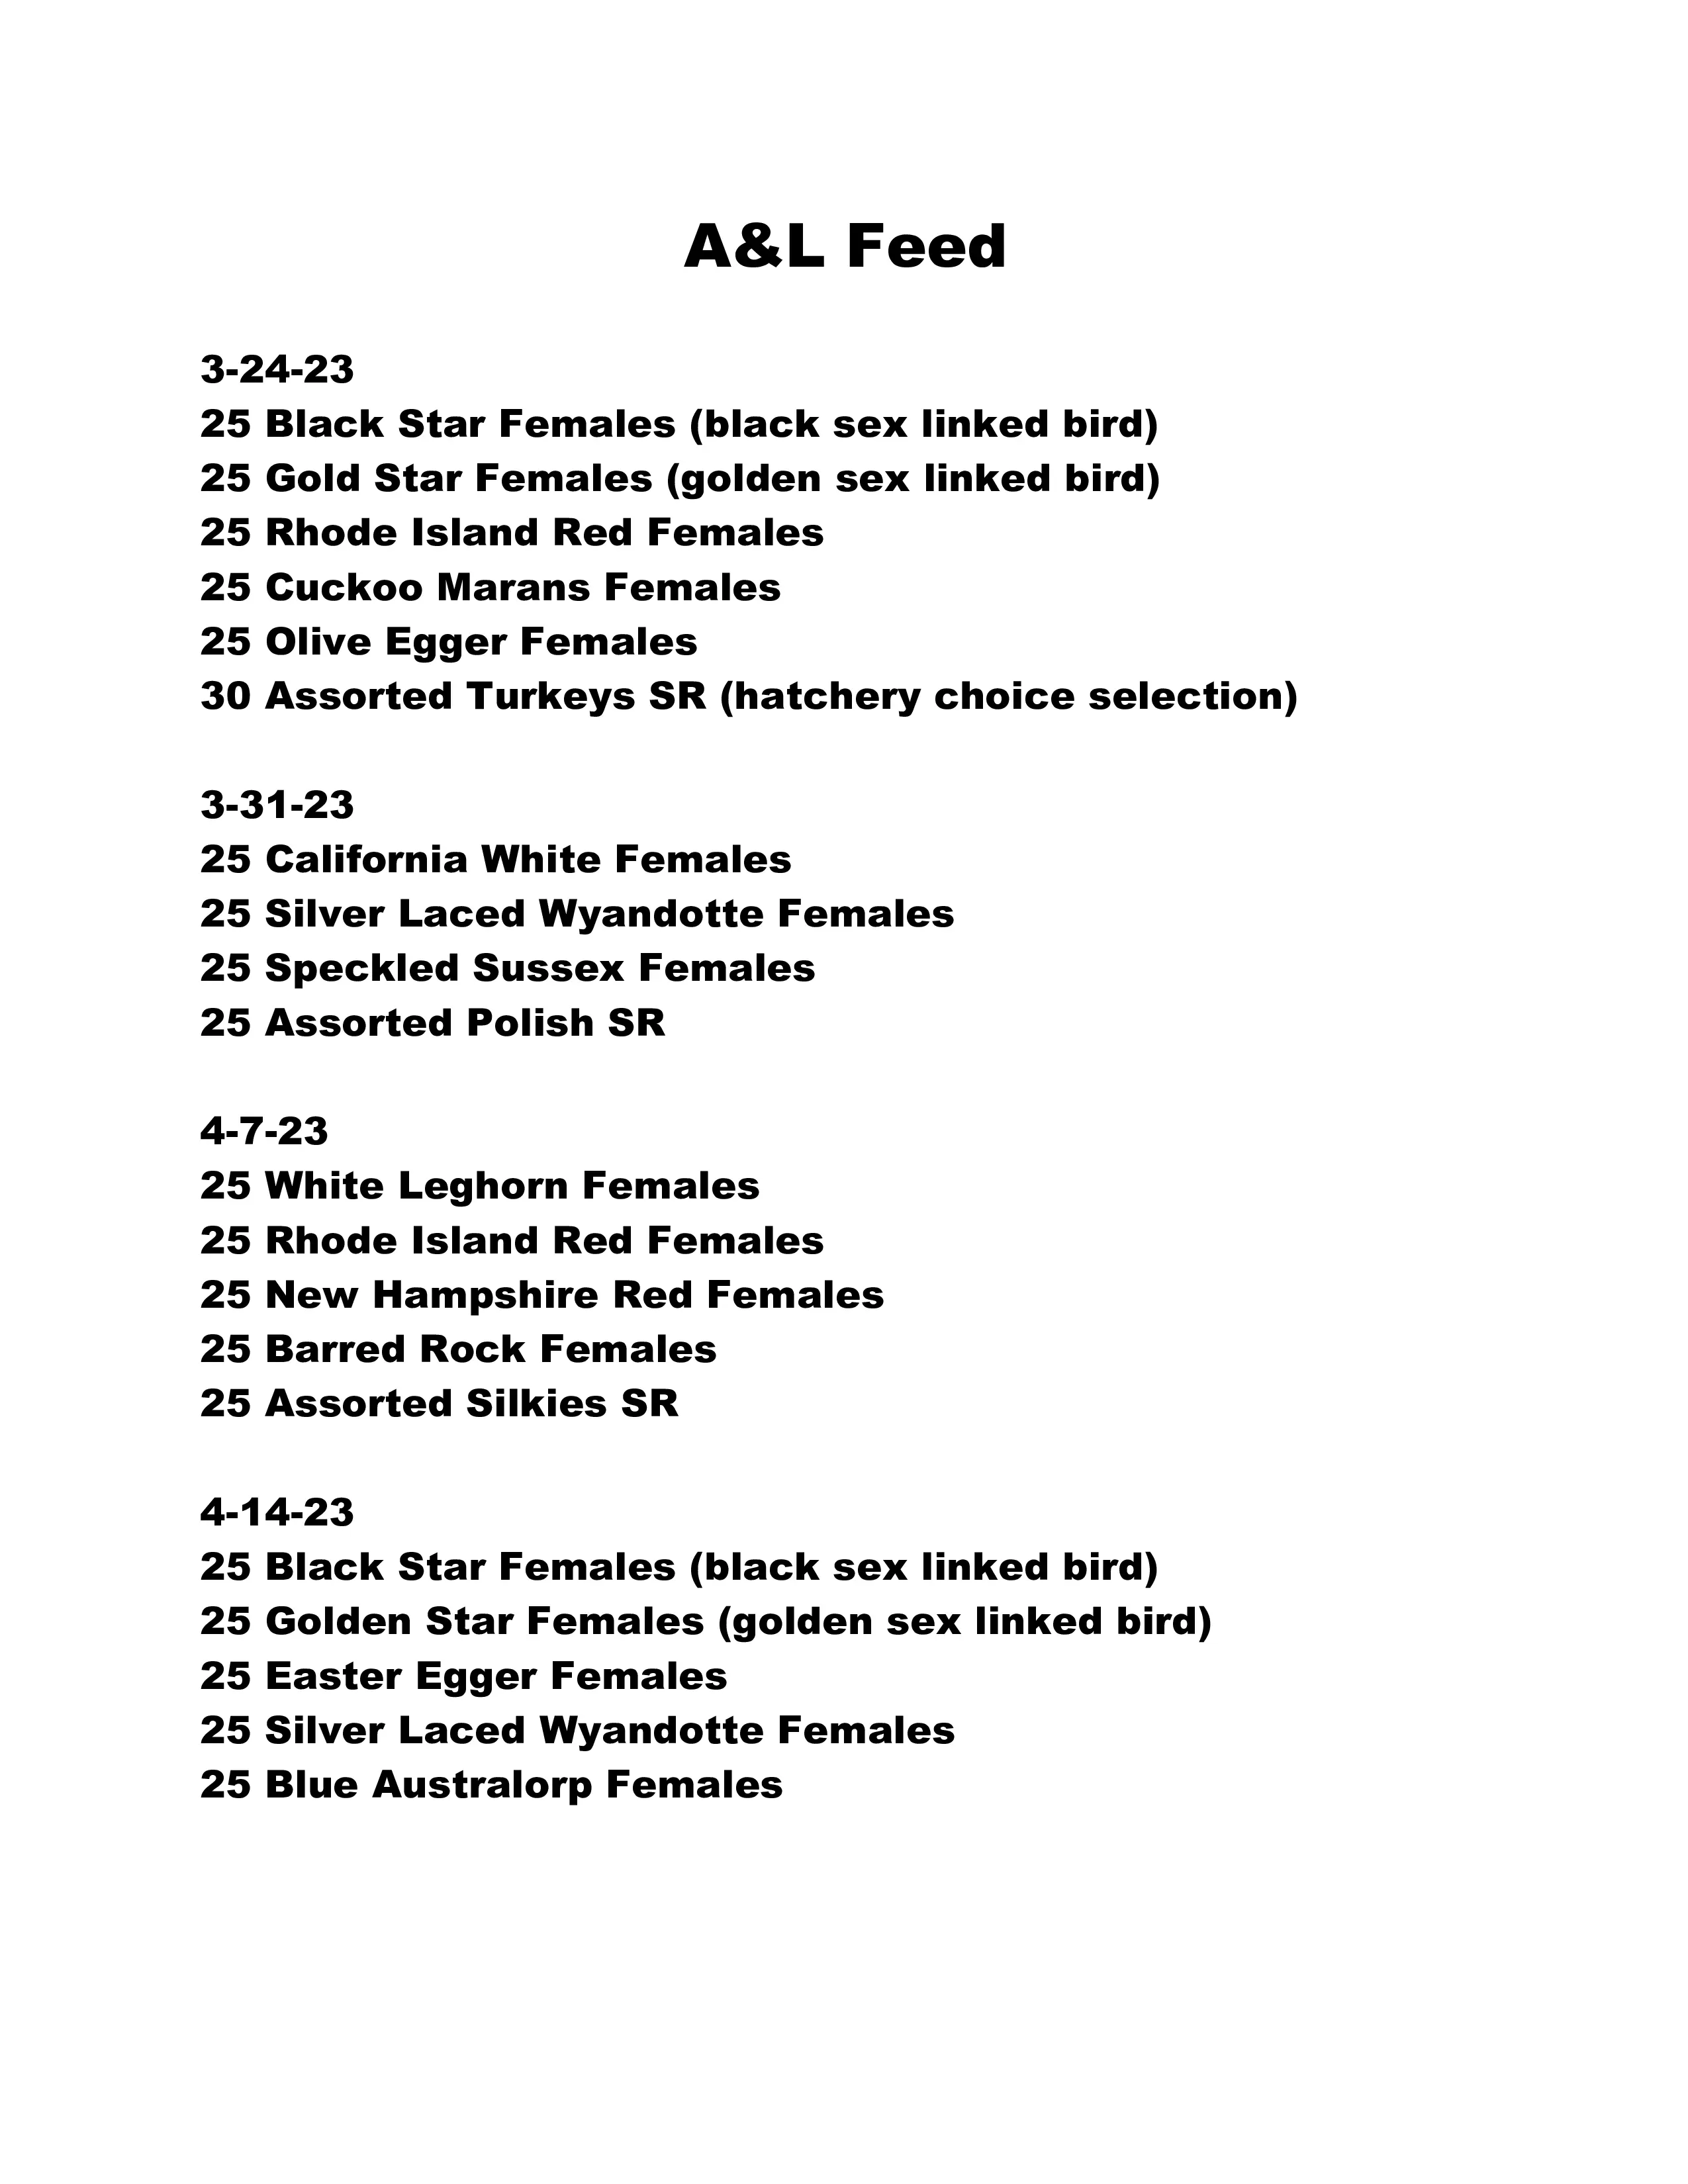 A&L Feed
3-24-23
25 Black Star Females (black sex linked bird)
25 Gold Star Females (golden sex linked bird)
25 Rhode Island Red Females
25 Cuckoo Marans Females
25 Olive Egger Females
30 Assorted Turkeys SR (hatchery choice selection)
3-31-23
25 California White Females
25 Silver Laced Wyandotte Females
25 Speckled Sussex Females
25 Assorted Polish SR
4-7-23
25 White Leghorn Females
25 Rhode Island Red Females
25 New Hampshire Red Females
25 Barred Rock Females
25 Assorted Silkies SR
4-14-23
25 Black Star Females (black sex linked bird)
25 Golden Star Females (golden sex linked bird)
25 Easter Egger Females
25 Silver Laced Wyandotte Females
25 Blue Australorp Females